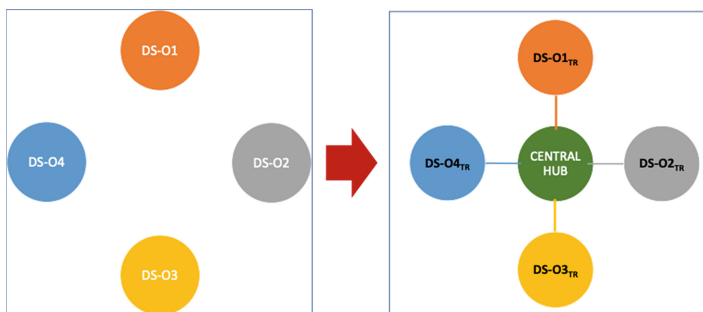 DS-O1
DS-O4
DS-O2
DS-O3
DS-O1TR
DS-O4TR
CENTRAL
HUB
DS-O2TR
DS-O3TR